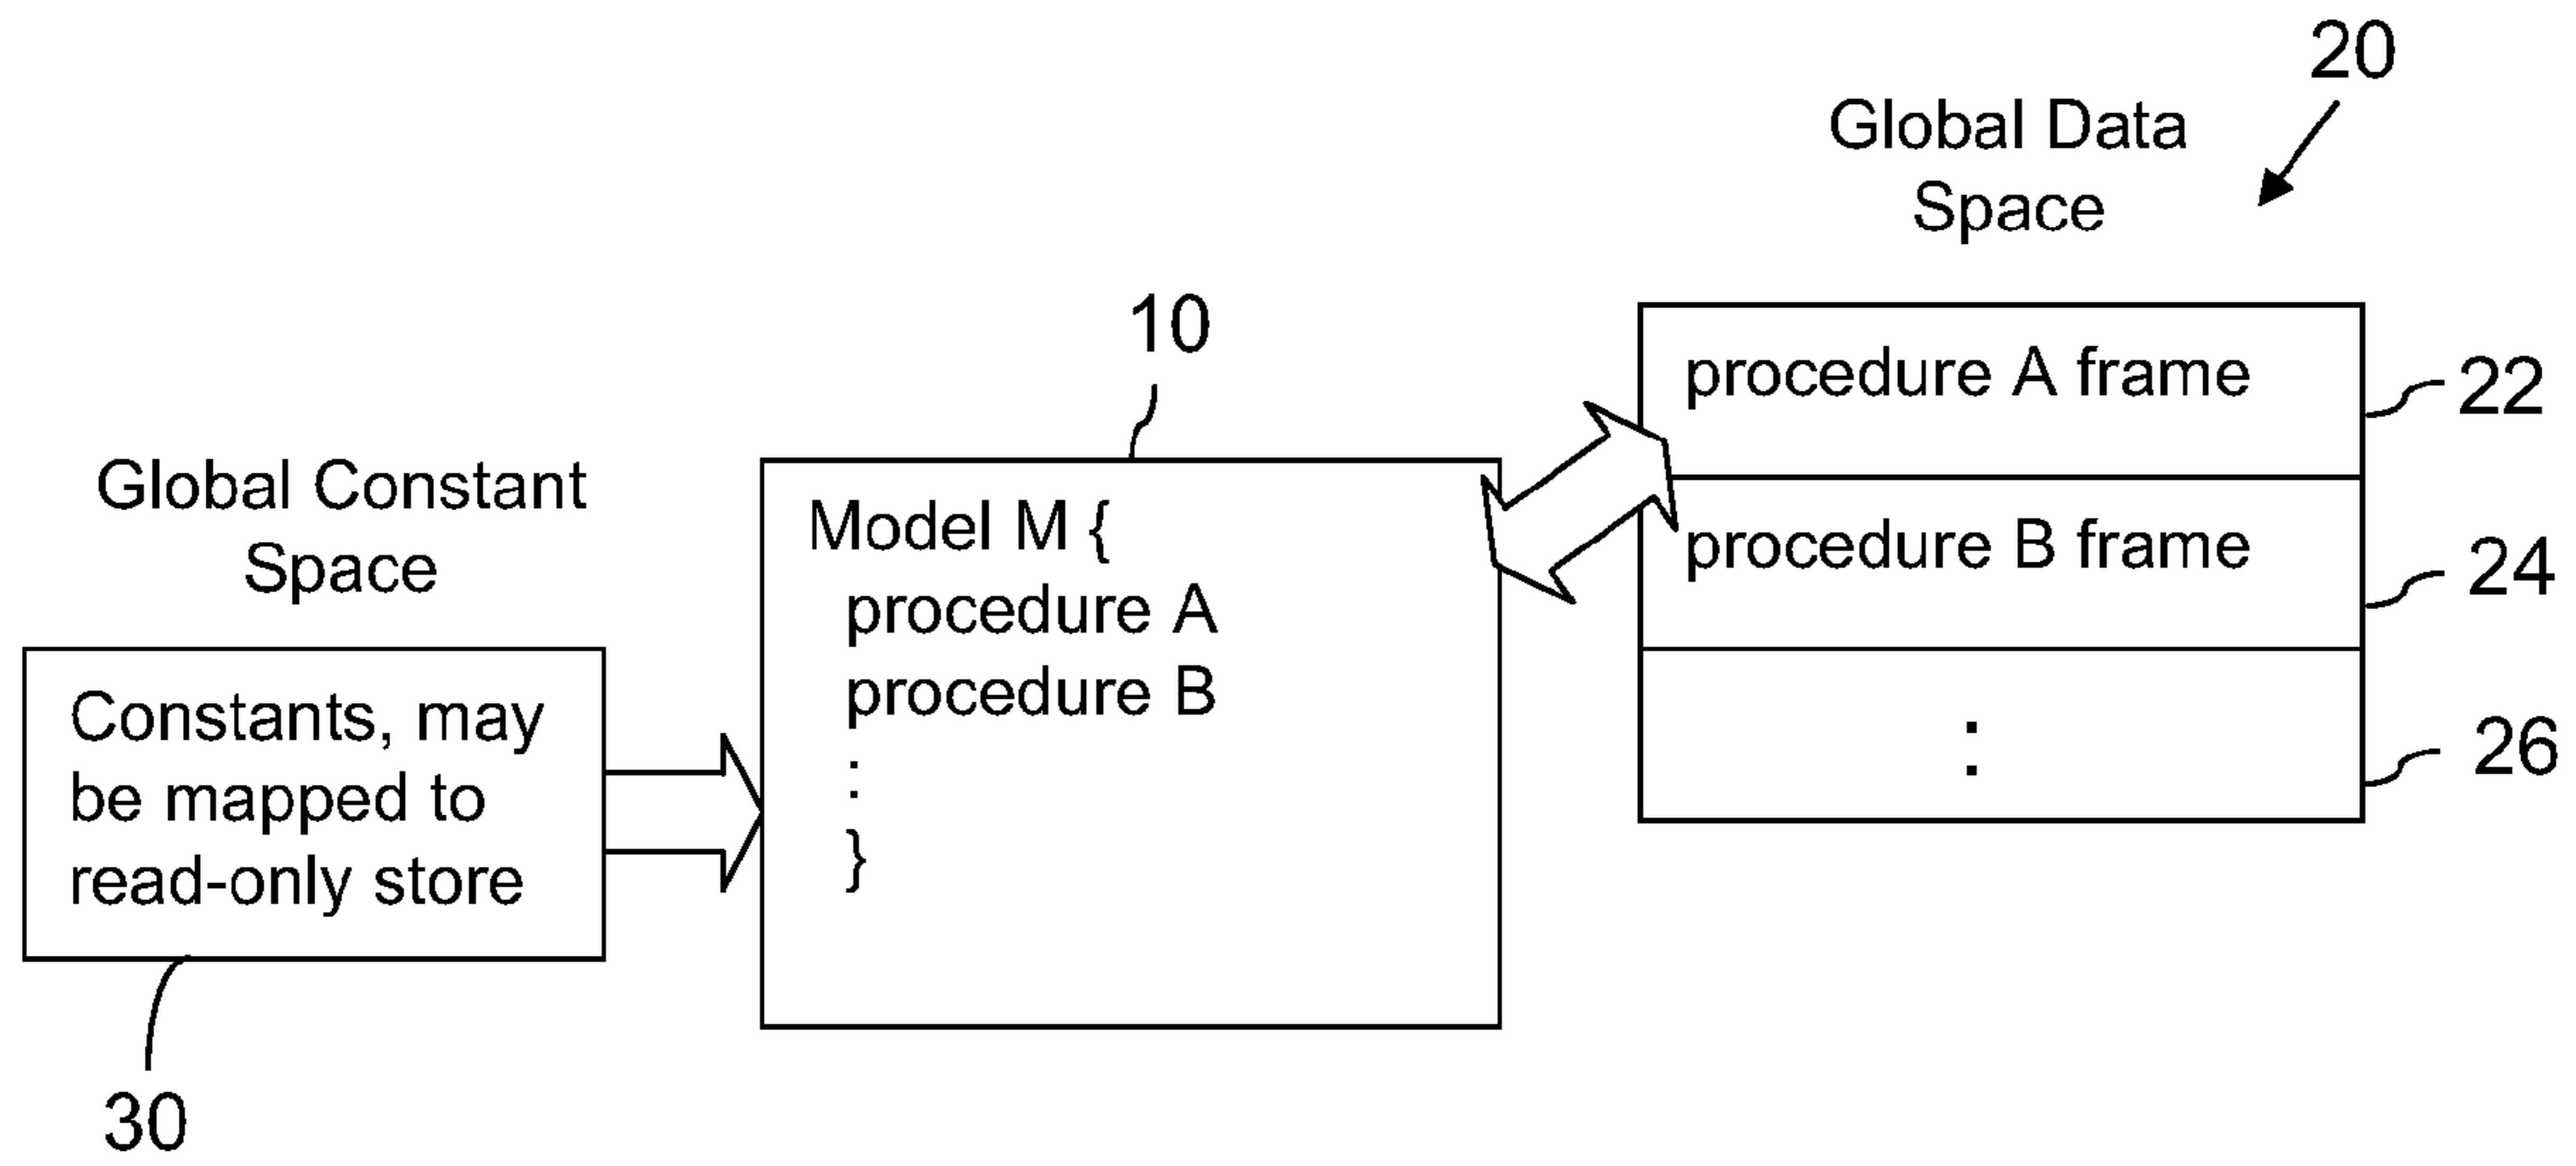 20
Global Data
Space
10
procedure A frame
22
Global Constant
Space
Model M {
procedure A
procedure B
:
}
procedure B frame
24
:
26
Constants, may
be mapped to
read-only store
30